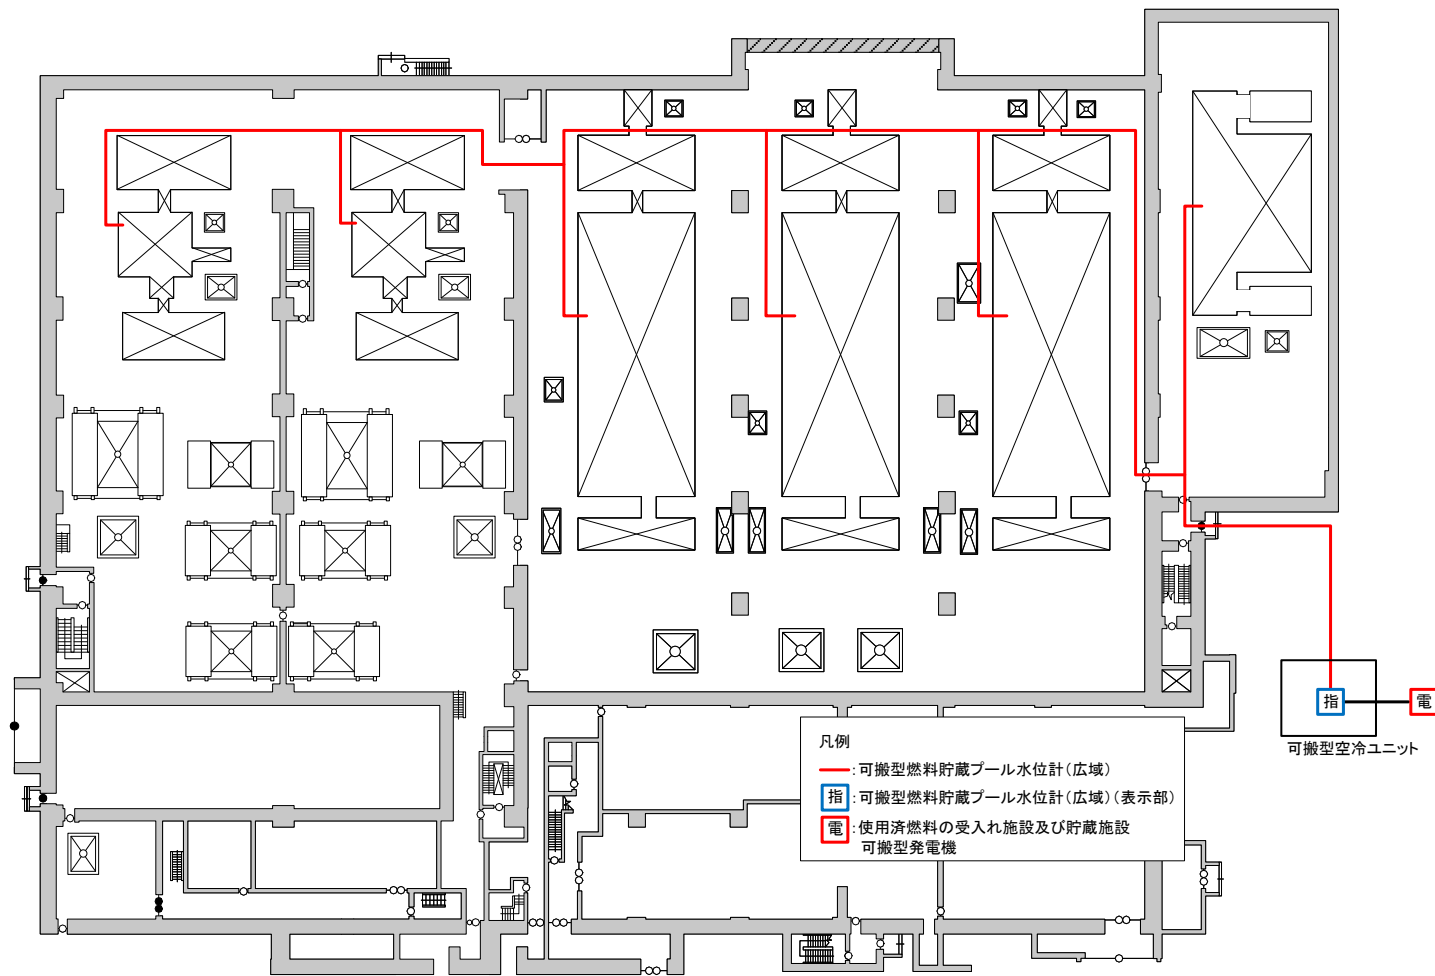 指
電
可搬型空冷ユニット
凡例
:可搬型燃料貯蔵プール水位計(広域)
指:可搬型燃料貯蔵プール水位計(広域)(表示部)
電:使用済燃料の受入れ施設及び貯蔵施設
可搬型発電機